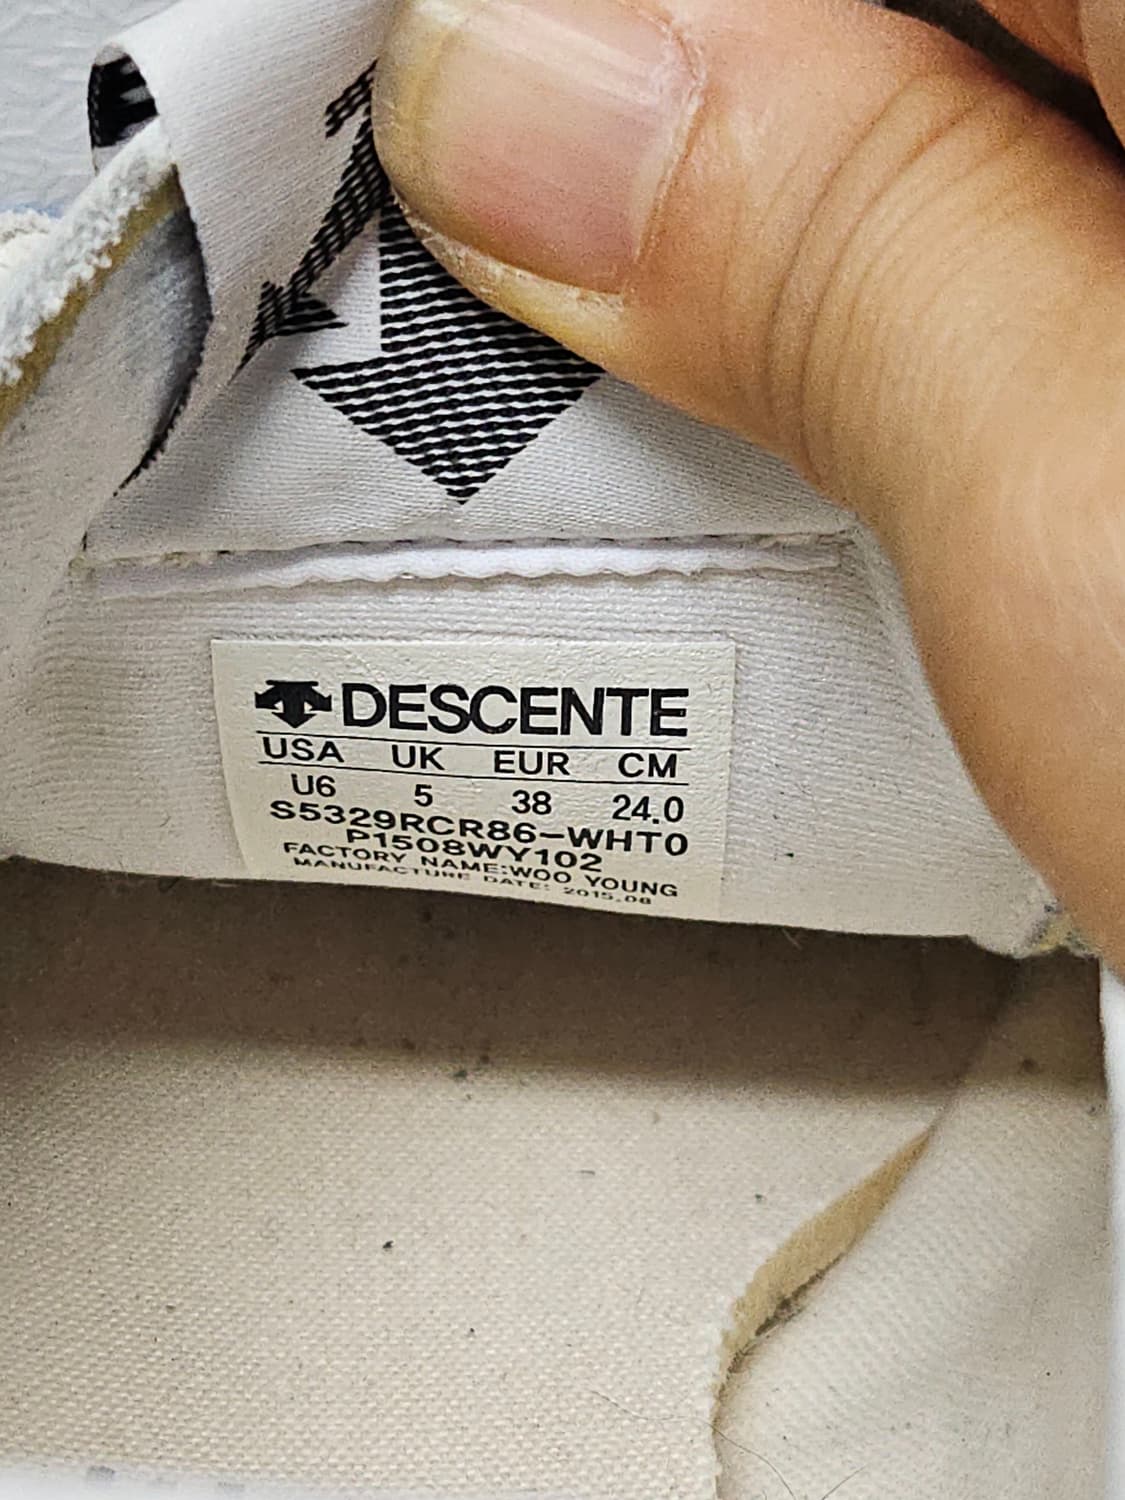 DESCENTE
USA UK EUR CM
U6 5 38 24.0
S5329RCR86-WHT0
P1508WY102
FACTORY NAME:WOO YOUNG
MANUFACTURE DATE: 2015.08